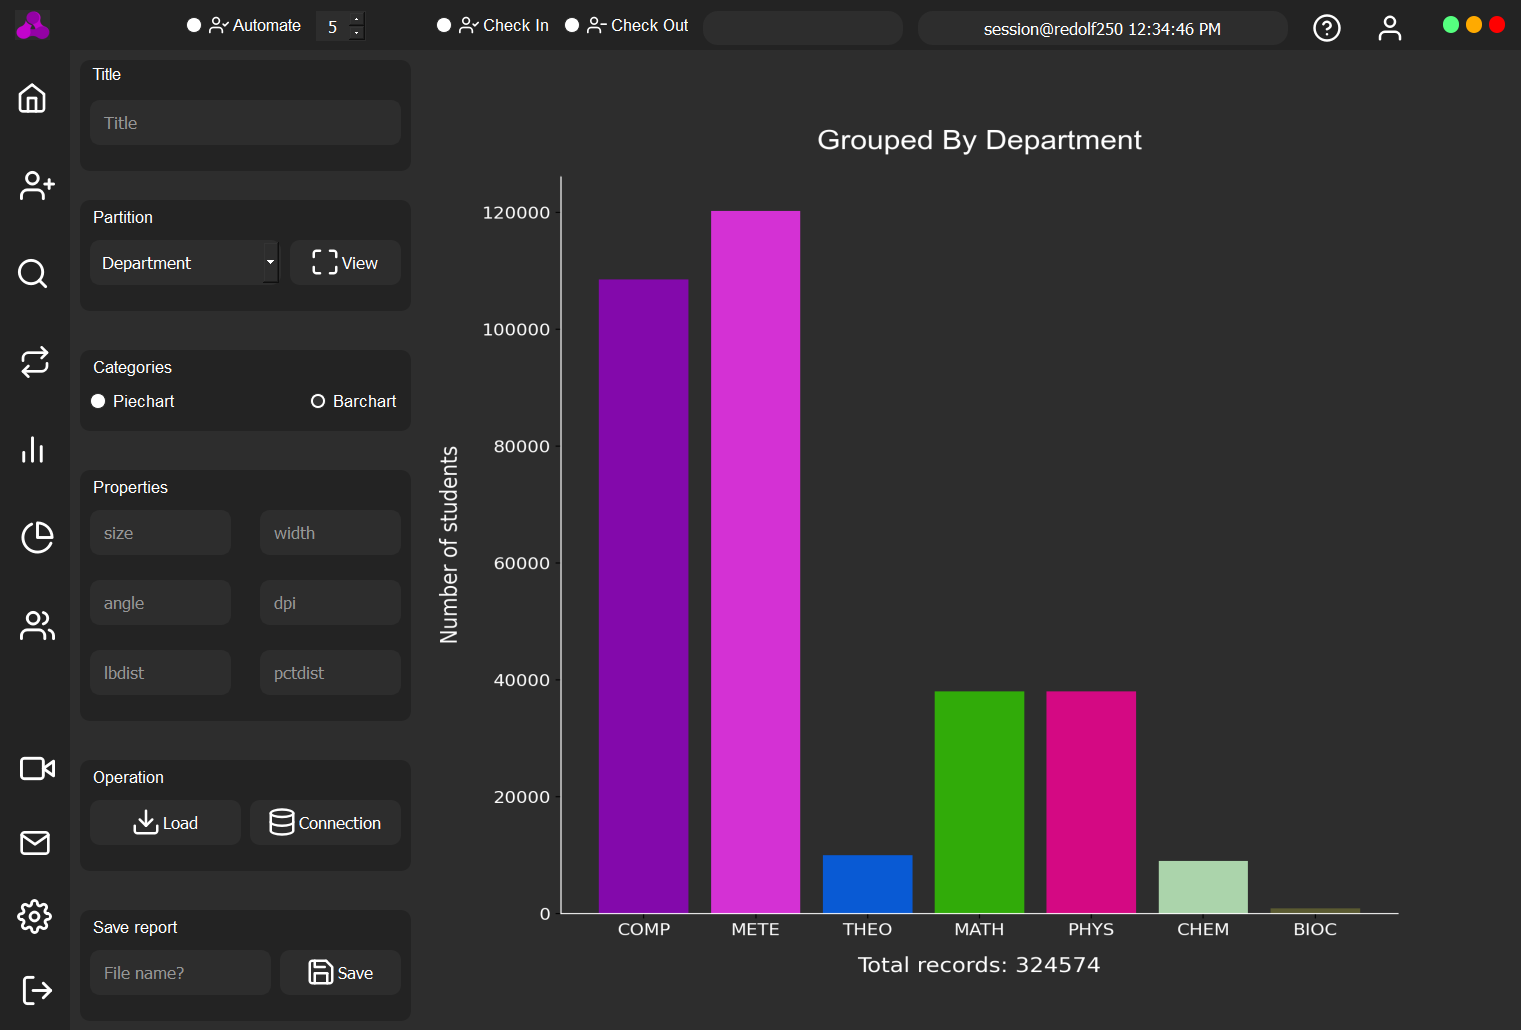 Automate
5
Check In
Check Out
session@redolf250 12:34:46 PM
Title
Title
Partition
Department
View
Categories
Piechart
Barchart
Properties
size
width
angle
dpi
lbdist
pctdist
Operation
Load
Connection
Save report
File name?
Save
Grouped By Department
Number of students
120000
100000
80000
60000
40000
20000
0
COMP
METE
THEO
MATH
PHYS
CHEM
BIOC
Total records: 324574